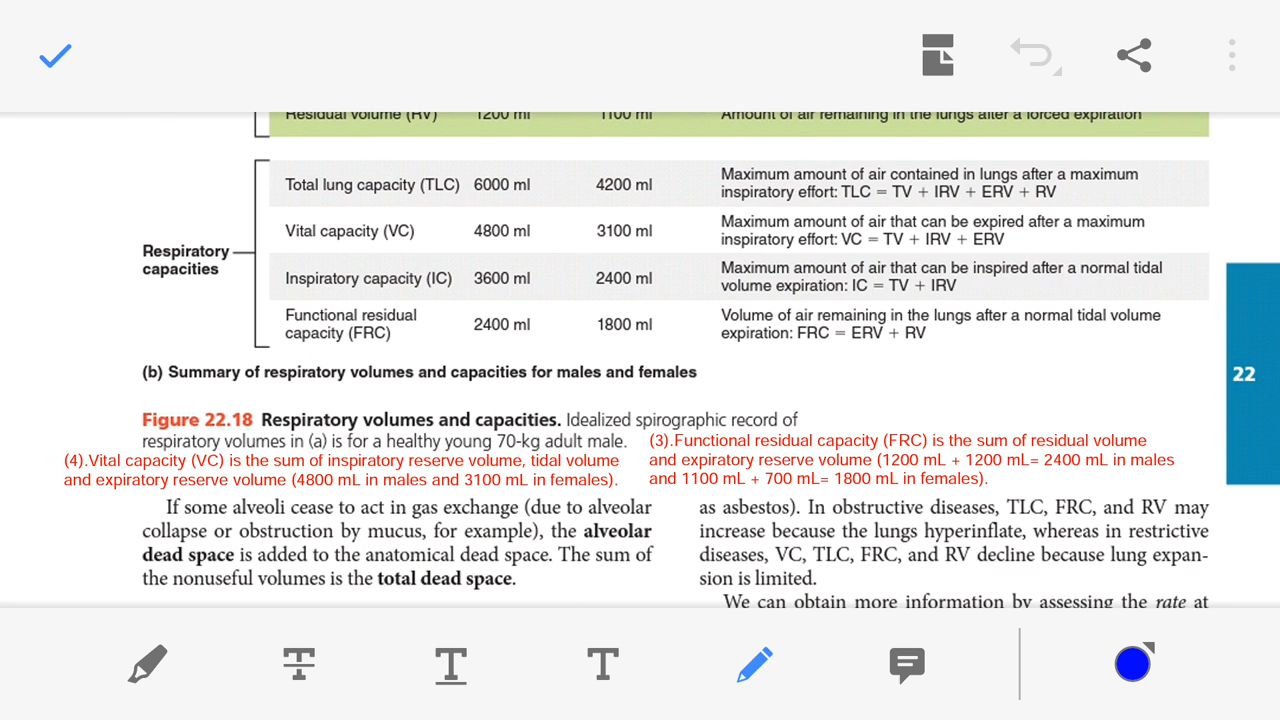 Residual volume (RV) 1200 ml 1100 ml Amount of air remaining in the lungs after a forced expiration
Respiratory
capacities
Total lung capacity (TLC) 6000 ml 4200 ml Maximum amount of air contained in lungs after a maximum
inspiratory effort: TLC = TV + IRV + ERV + RV
Vital capacity (VC) 4800 ml 3100 ml Maximum amount of air that can be expired after a maximum
inspiratory effort: VC = TV + IRV + ERV
Inspiratory capacity (IC) 3600 ml 2400 ml Maximum amount of air that can be inspired after a normal tidal
volume expiration: IC = TV + IRV
Functional residual
capacity (FRC) 2400 ml 1800 ml Volume of air remaining in the lungs after a normal tidal volume
expiration: FRC = ERV + RV
22
(b) Summary of respiratory volumes and capacities for males and females
Figure 22.18 Respiratory volumes and capacities. Idealized spirographic record of
respiratory volumes in (a) is for a healthy young 70-kg adult male.
(4).Vital capacity (VC) is the sum of inspiratory reserve volume, tidal volume
and expiratory reserve volume (4800 mL in males and 3100 mL in females).
(3).Functional residual capacity (FRC) is the sum of residual volume
and expiratory reserve volume (1200 mL + 1200 mL= 2400 mL in males
and 1100 mL + 700 mL= 1800 mL in females).
If some alveoli cease to act in gas exchange (due to alveolar
collapse or obstruction by mucus, for example), the alveolar
dead space is added to the anatomical dead space. The sum of
the nonuseful volumes is the total dead space.
as asbestos). In obstructive diseases, TLC, FRC, and RV may
increase because the lungs hyperinflate, whereas in restrictive
diseases, VC, TLC, FRC, and RV decline because lung expan-
sion is limited.
We can obtain more information by assessing the rate at